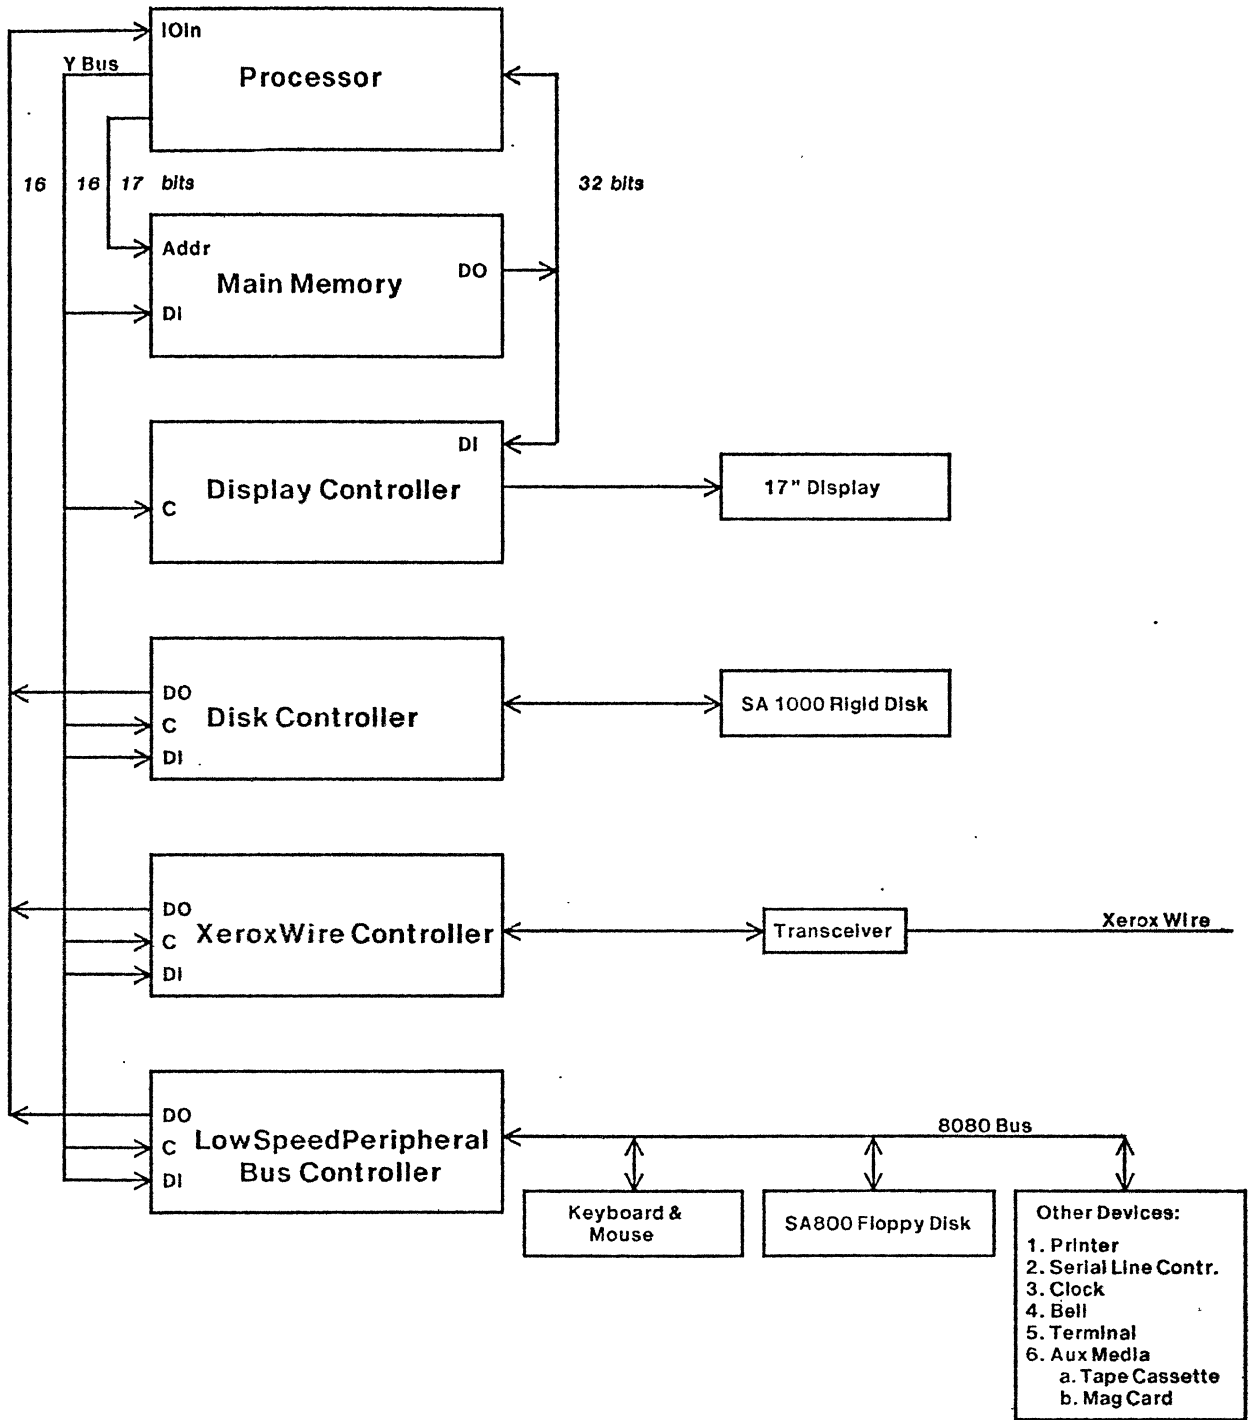 IOIn
Y Bus
Processor
16
16
17 bits
32 bits
Addr
DO
Main Memory
DI
DI
Display Controller
C
17" Display
DO
C
DI
Disk Controller
SA 1000 Rigid Disk
DO
C
DI
XeroxWire Controller
Transceiver
Xerox Wire
DO
C
DI
LowSpeedPeripheral
Bus Controller
8080 Bus
Keyboard &
Mouse
SA800 Floppy Disk
Other Devices:
1. Printer
2. Serial Line Contr.
3. Clock
4. Bell
5. Terminal
6. Aux Media
a. Tape Cassette
b. Mag Card